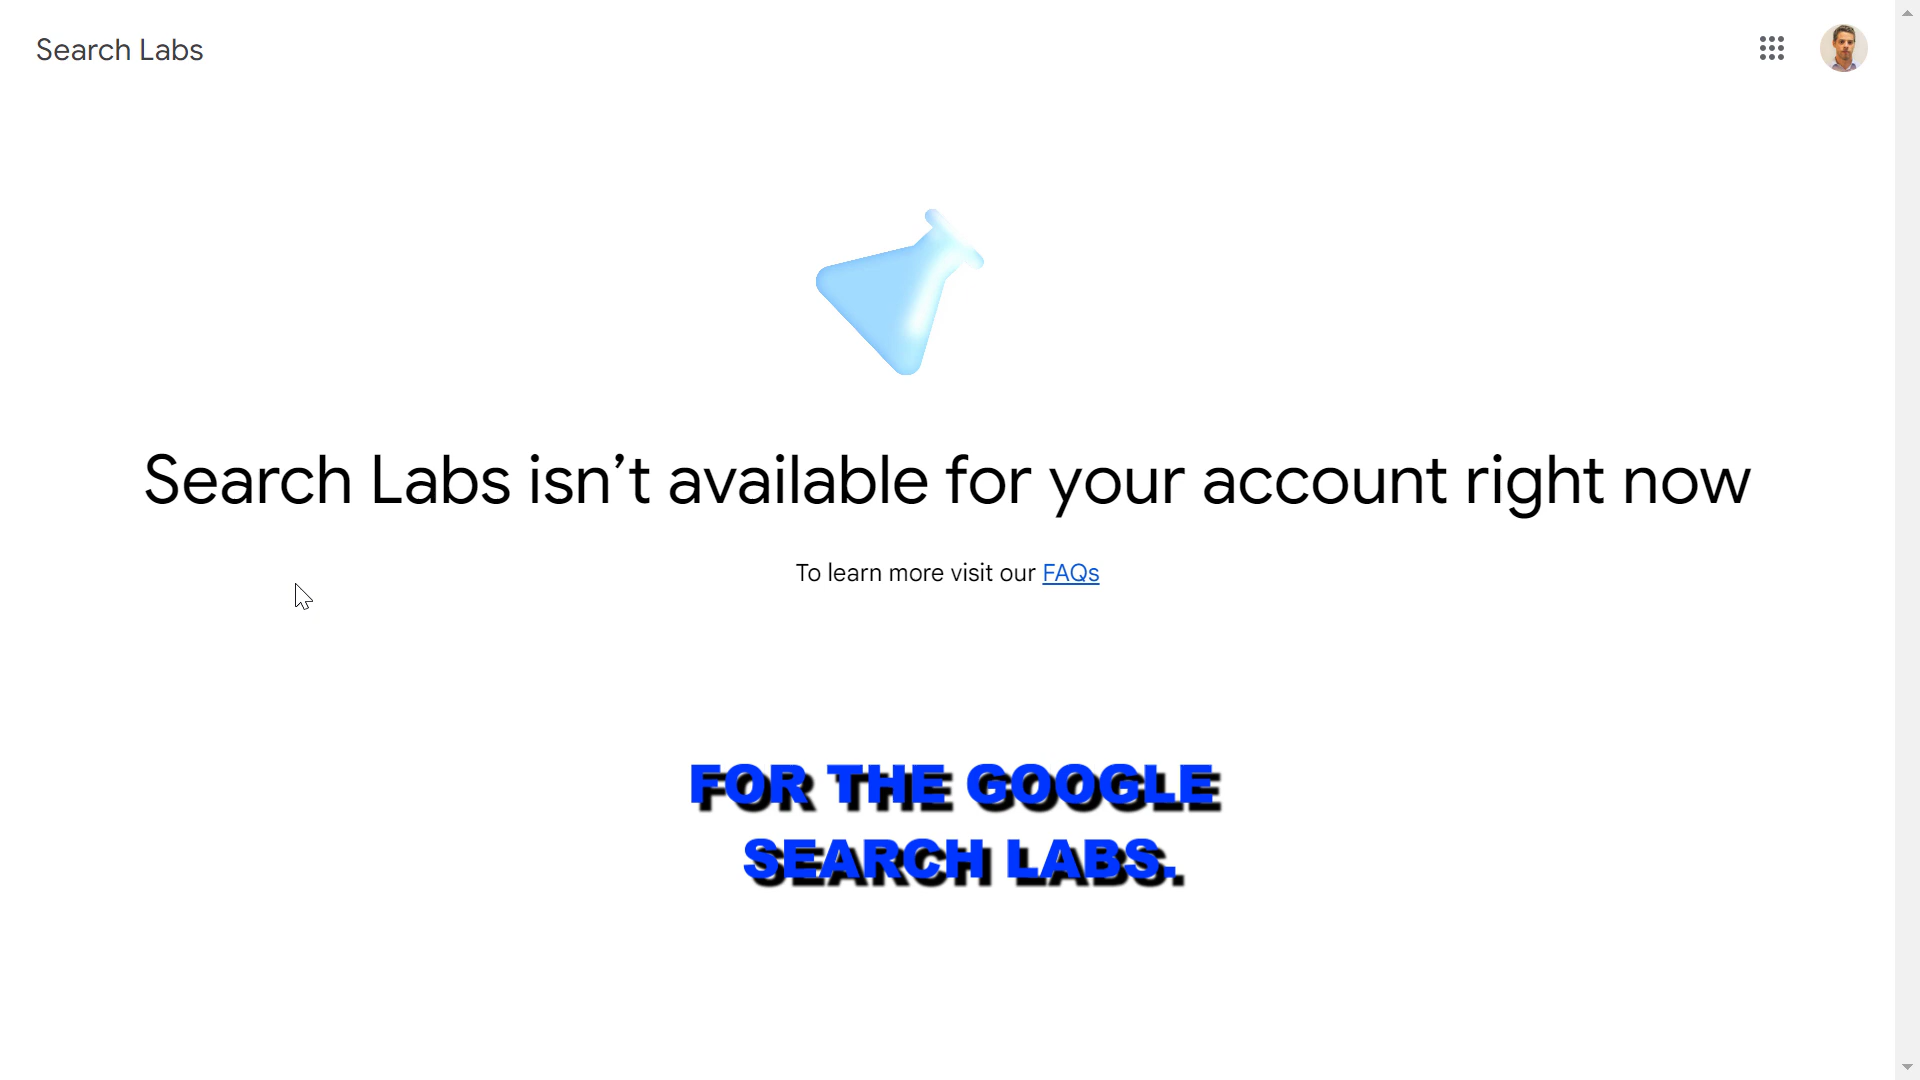 Search Labs
Search Labs isn’t available for your account right now
To learn more visit our FAQs
FOR THE GOOGLE
SEARCH LABS.